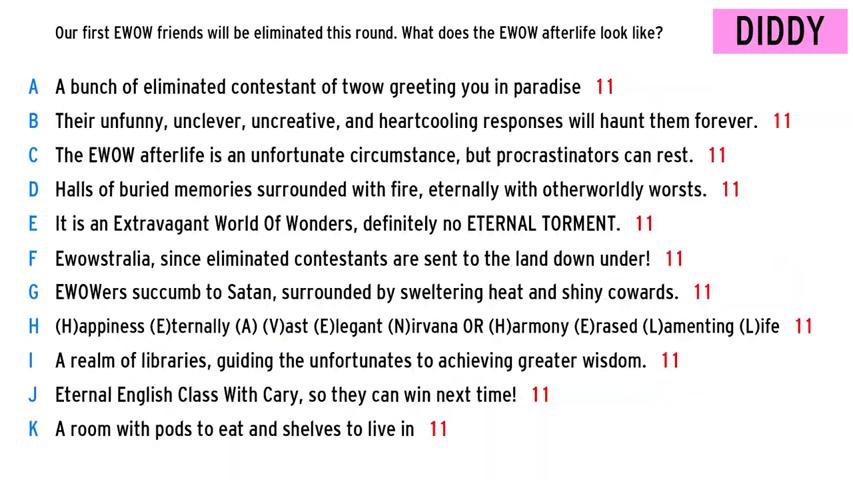 Our first EWOW friends will be eliminated this round. What does the EWOW afterlife look like?
DIDDY
A A bunch of eliminated contestant of twow greeting you in paradise 11
B Their unfunny, unclever, uncreative, and heartcooling responses will haunt them forever. 11
C The EWOW afterlife is an unfortunate circumstance, but procrastinators can rest. 11
D Halls of buried memories surrounded with fire, eternally with otherworldly worsts. 11
E It is an Extravagant World Of Wonders, definitely no ETERNAL TORMENT. 11
F Ewowstralia, since eliminated contestants are sent to the land down under! 11
G EWOWers succumb to Satan, surrounded by sweltering heat and shiny cowards. 11
H (H)appiness (E)ternally (A) (V)ast (E)legant (N)irvana OR (H)armony (E)rased (L)amenting (L)ife 11
I A realm of libraries, guiding the unfortunates to achieving greater wisdom. 11
J Eternal English Class With Cary, so they can win next time! 11
K A room with pods to eat and shelves to live in 11